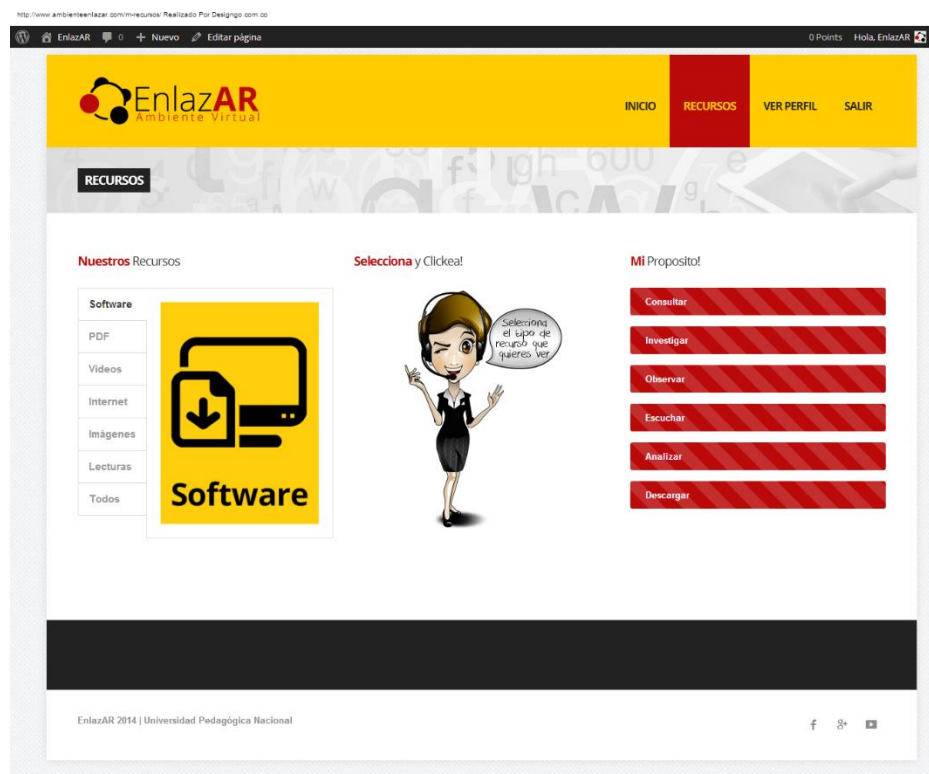 http://www.ambienteenlazar.com/m-recursos/ Realizado Por Designgo.com.co
EnlazAR 0 + Nuevo Editar página 0 Points Hola, EnlazAR
EnlazAR
Ambiente Virtual
INICIO RECURSOS VER PERFIL SALIR
RECURSOS
Nuestros Recursos
Software
PDF
Videos
Internet
Imágenes
Lecturas
Todos
Software
Selecciona y Clickea!
Selecciona
el tipo de
recurso que
quieres ver
Mi Proposito!
Consultar
Investigar
Observar
Escuchar
Analizar
Descargar
EnlazAR 2014 | Universidad Pedagógica Nacional